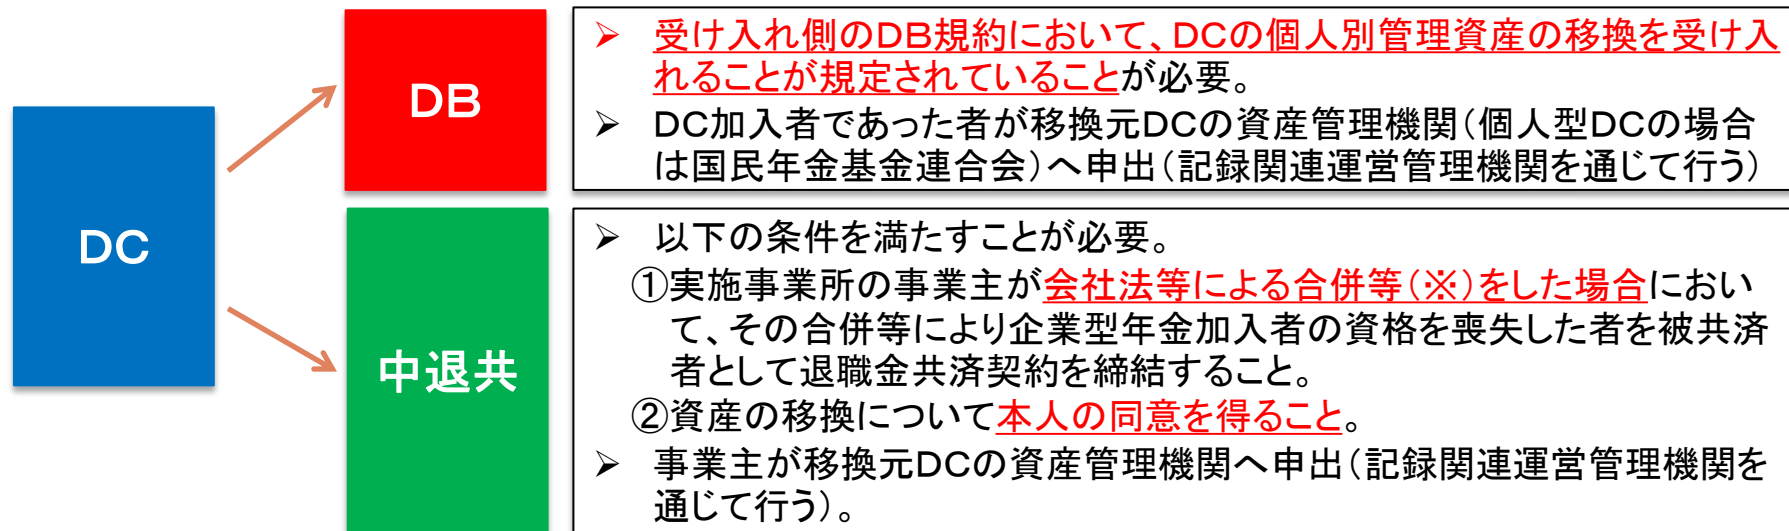 DC
DB
➢ 受け入れ側のDB規約において、DCの個人別管理資産の移換を受け入
れることが規定されていることが必要。
➢ DC加入者であった者が移換元DCの資産管理機関(個人型DCの場合
は国民年金基金連合会)へ申出(記録関連運営管理機関を通じて行う)
中退共
➢ 以下の条件を満たすことが必要。
①実施事業所の事業主が会社法等による合併等(※)をした場合におい
て、その合併等により企業型年金加入者の資格を喪失した者を被共済
者として退職金共済契約を締結すること。
②資産の移換について本人の同意を得ること。
➢ 事業主が移換元DCの資産管理機関へ申出(記録関連運営管理機関を
通じて行う)。